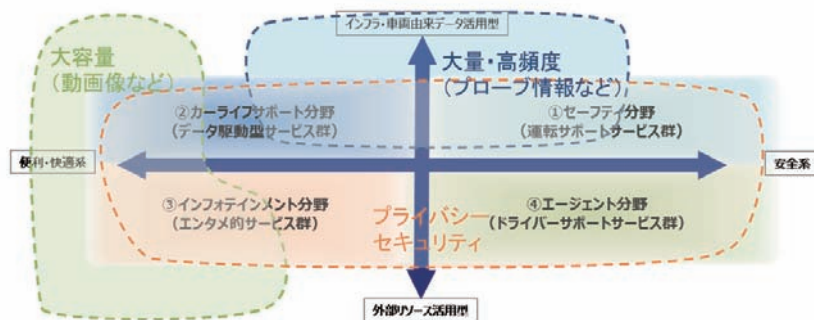 インフラ・車両由来データ活用型
大容量
(動画像など)
大量・高頻度
(プローブ情報など)
②カーライフサポート分野
(データ駆動型サービス群)
①セーフティ分野
(運転サポートサービス群)
便利・快適系
安全系
③インフォテインメント分野
(エンタメ的サービス群)
プライバシー
セキュリティ
④エージェント分野
(ドライバーサポートサービス群)
外部リソース活用型